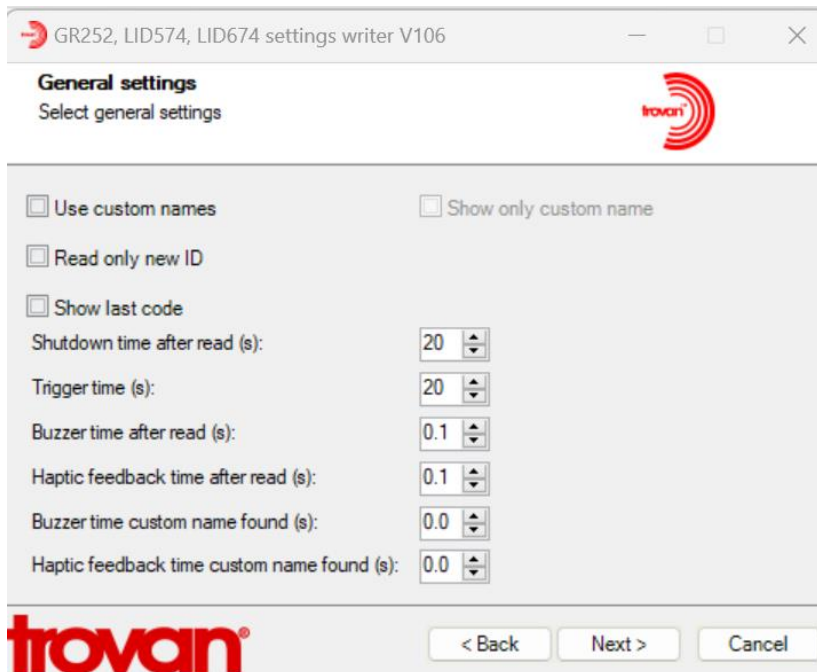 GR252, LID574, LID674 settings writer V106
General settings
Select general settings
trovan™
Use custom names
Show only custom name
Read only new ID
Show last code
Shutdown time after read (s): 20
Trigger time (s): 20
Buzzer time after read (s): 0.1
Haptic feedback time after read (s): 0.1
Buzzer time custom name found (s): 0.0
Haptic feedback time custom name found (s): 0.0
trovan®
< Back
Next >
Cancel